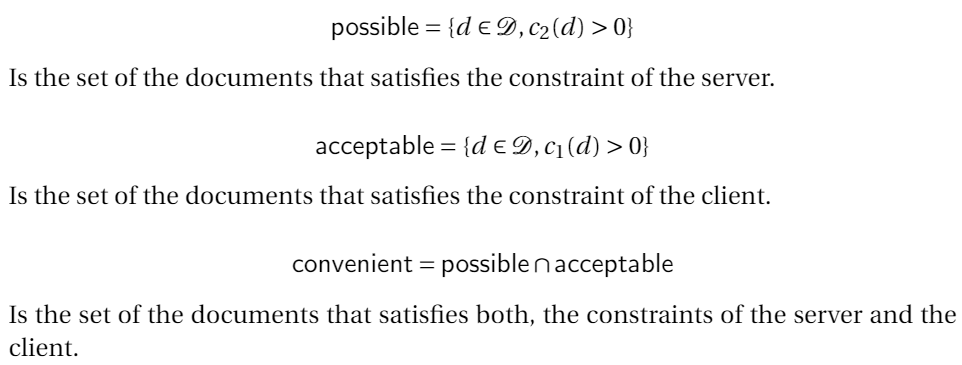 possible = {d ∈ 𝒟, c₂(d) > 0}
Is the set of the documents that satisfies the constraint of the server.
acceptable = {d ∈ 𝒟, c₁(d) > 0}
Is the set of the documents that satisfies the constraint of the client.
convenient = possible ∩ acceptable
Is the set of the documents that satisfies both, the constraints of the server and the
client.